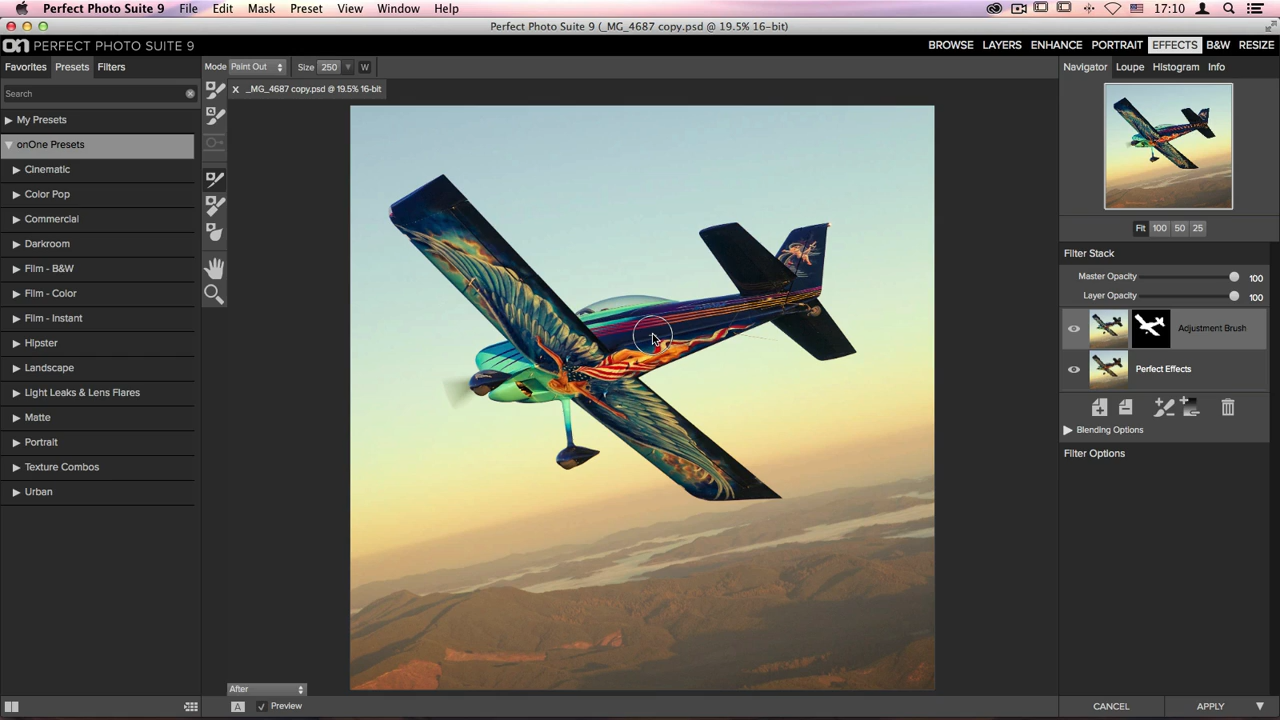 Perfect Photo Suite 9 File Edit Mask Preset View Window Help 17:10
Perfect Photo Suite 9 (_MG_4687 copy.psd @ 19.5% 16-bit)
on PERFECT PHOTO SUITE 9 BROWSE LAYERS ENHANCE PORTRAIT EFFECTS B&W RESIZE
Favorites Presets Filters Mode Paint Out Size 250 W Navigator Loupe Histogram Info
Search x _MG_4687 copy.psd @ 19.5% 16-bit
My Presets
onOne Presets
Cinematic
Color Pop
Commercial
Darkroom
Film - B&W
Film - Color
Film - Instant
Hipster
Landscape
Light Leaks & Lens Flares
Matte
Portrait
Texture Combos
Urban
Fit 100 50 25
Filter Stack
Master Opacity 100
Layer Opacity 100
Adjustment Brush
Perfect Effects
Blending Options
Filter Options
After
A Preview CANCEL APPLY